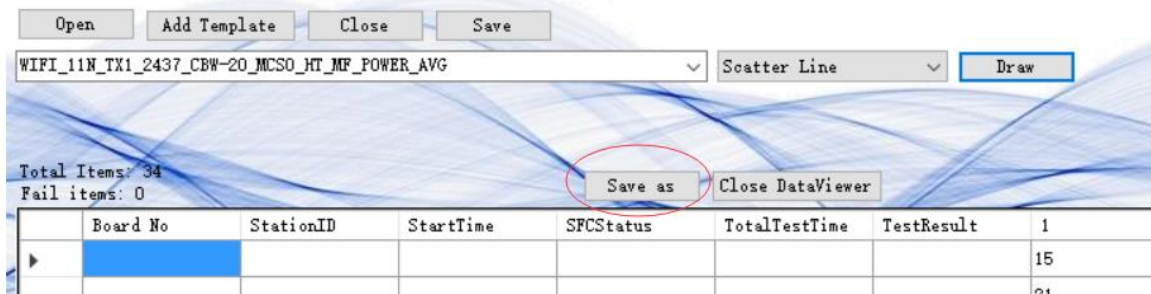 Open Add Template Close Save
WIFI_11N_TX1_2437_CBW-20_MCS0_HT_MF_POWER_AVG Scatter Line Draw
Total Items: 34
Fail items: 0
Save as Close DataViewer
Board No StationID StartTime SFCStatus TotalTestTime TestResult 1
15